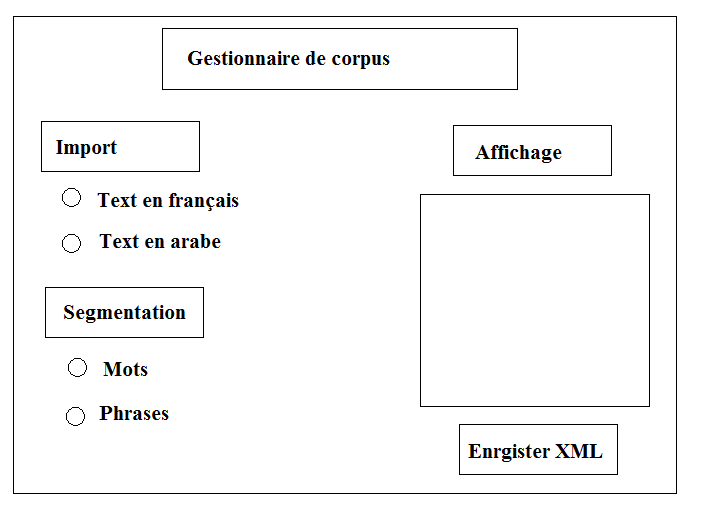 Gestionnaire de corpus
Import
Text en français
Text en arabe
Segmentation
Mots
Phrases
Affichage
Enrgister XML